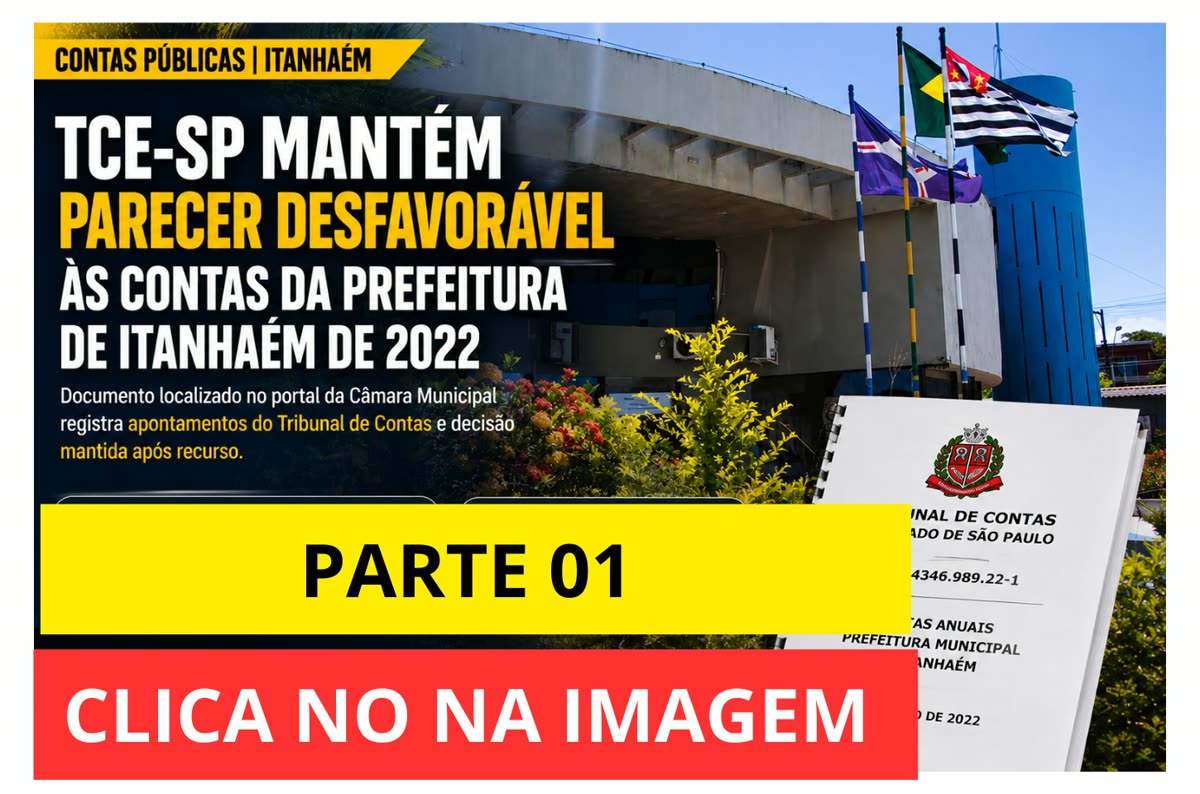 CONTAS PÚBLICAS | ITANHAÉM
TCE-SP MANTÉM
PARECER DESFAVORÁVEL
ÀS CONTAS DA PREFEITURA
DE ITANHAÉM DE 2022
Documento localizado no portal da Câmara Municipal
registra apontamentos do Tribunal de Contas e decisão
mantida após recurso.
PARTE 01
CLICA NO NA IMAGEM
UNAL DE CONTAS
ADO DE SÃO PAULO
4346.989.22-1
TAS ANUAIS
PREFEITURA MUNICIPAL
ANHAÉM
O DE 2022